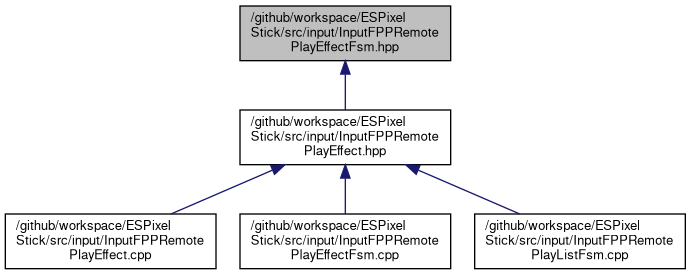 /github/workspace/ESPixel
Stick/src/input/InputFPPRemote
PlayEffectFsm.hpp
/github/workspace/ESPixel
Stick/src/input/InputFPPRemote
PlayEffect.hpp
/github/workspace/ESPixel
Stick/src/input/InputFPPRemote
PlayEffect.cpp
/github/workspace/ESPixel
Stick/src/input/InputFPPRemote
PlayEffectFsm.cpp
/github/workspace/ESPixel
Stick/src/input/InputFPPRemote
PlayListFsm.cpp